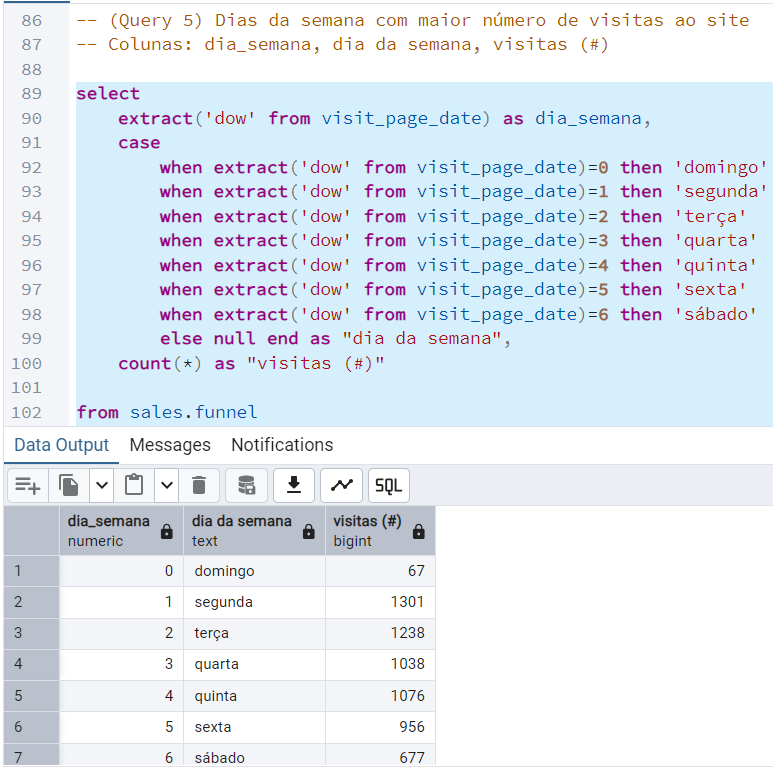 86 -- (Query 5) Dias da semana com maior número de visitas ao site
87 -- Colunas: dia_semana, dia da semana, visitas (#)
88
89 select
90 extract('dow' from visit_page_date) as dia_semana,
91 case
92 when extract('dow' from visit_page_date)=0 then 'domingo'
93 when extract('dow' from visit_page_date)=1 then 'segunda'
94 when extract('dow' from visit_page_date)=2 then 'terça'
95 when extract('dow' from visit_page_date)=3 then 'quarta'
96 when extract('dow' from visit_page_date)=4 then 'quinta'
97 when extract('dow' from visit_page_date)=5 then 'sexta'
98 when extract('dow' from visit_page_date)=6 then 'sábado'
99 else null end as "dia da semana",
100 count(*) as "visitas (#)"
101
102 from sales.funnel
Data Output Messages Notifications
SQL
dia_semana dia da semana visitas (#)
numeric text bigint
1 0 domingo 67
2 1 segunda 1301
3 2 terça 1238
4 3 quarta 1038
5 4 quinta 1076
6 5 sexta 956
7 6 sábado 677